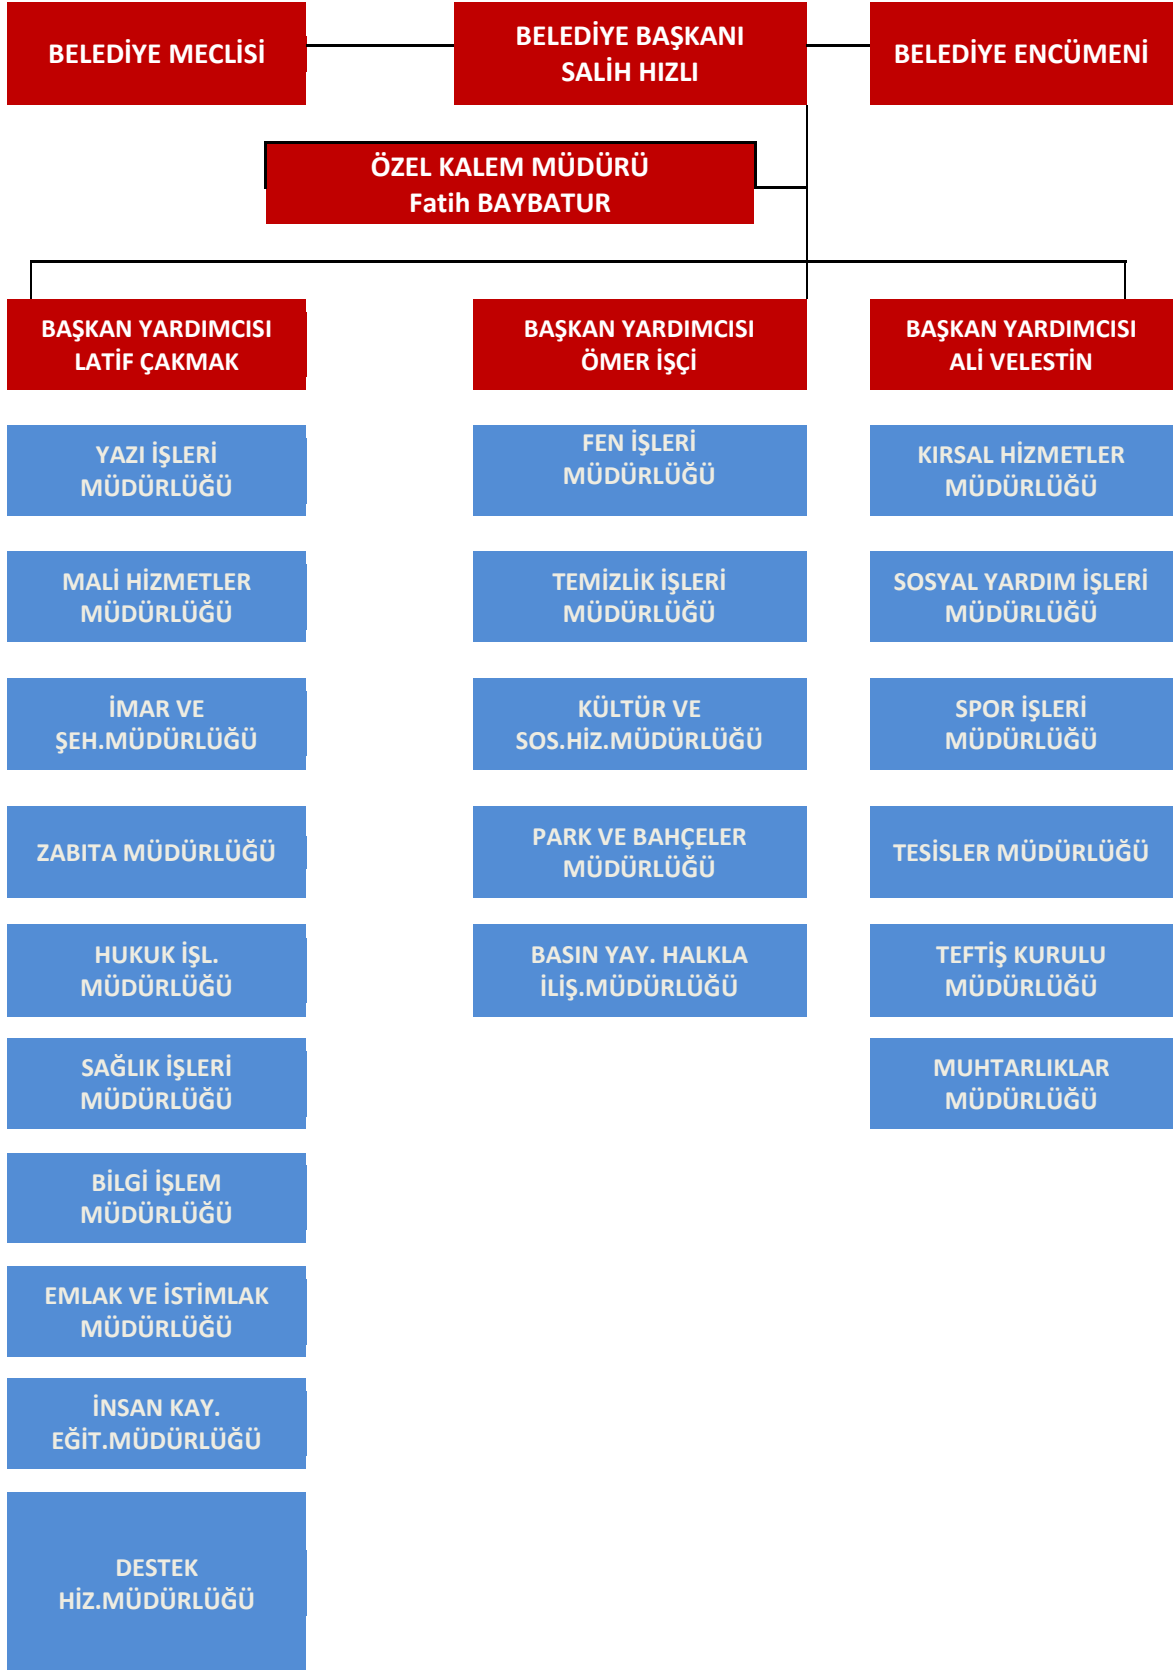 BELEDİYE MECLİSİ
BELEDİYE BAŞKANI
SALİH HIZLI
BELEDİYE ENCÜMENİ
ÖZEL KALEM MÜDÜRÜ
Fatih BAYBATUR
BAŞKAN YARDIMCISI
LATİF ÇAKMAK
BAŞKAN YARDIMCISI
ÖMER İŞÇİ
BAŞKAN YARDIMCISI
ALİ VELESTİN
YAZI İŞLERİ
MÜDÜRLÜĞÜ
FEN İŞLERİ
MÜDÜRLÜĞÜ
KIRSAL HİZMETLER
MÜDÜRLÜĞÜ
MALİ HİZMETLER
MÜDÜRLÜĞÜ
TEMİZLİK İŞLERİ
MÜDÜRLÜĞÜ
SOSYAL YARDIM İŞLERİ
MÜDÜRLÜĞÜ
İMAR VE
ŞEH.MÜDÜRLÜĞÜ
KÜLTÜR VE
SOS.HİZ.MÜDÜRLÜĞÜ
SPOR İŞLERİ
MÜDÜRLÜĞÜ
ZABITA MÜDÜRLÜĞÜ
PARK VE BAHÇELER
MÜDÜRLÜĞÜ
TESİSLER MÜDÜRLÜĞÜ
HUKUK İŞL.
MÜDÜRLÜĞÜ
BASIN YAY. HALKLA
İLİŞ.MÜDÜRLÜĞÜ
TEFTİŞ KURULU
MÜDÜRLÜĞÜ
SAĞLIK İŞLERİ
MÜDÜRLÜĞÜ
MUHTARLIKLAR
MÜDÜRLÜĞÜ
BİLGİ İŞLEM
MÜDÜRLÜĞÜ
EMLAK VE İSTİMLAK
MÜDÜRLÜĞÜ
İNSAN KAY.
EĞİT.MÜDÜRLÜĞÜ
DESTEK
HİZ.MÜDÜRLÜĞÜ